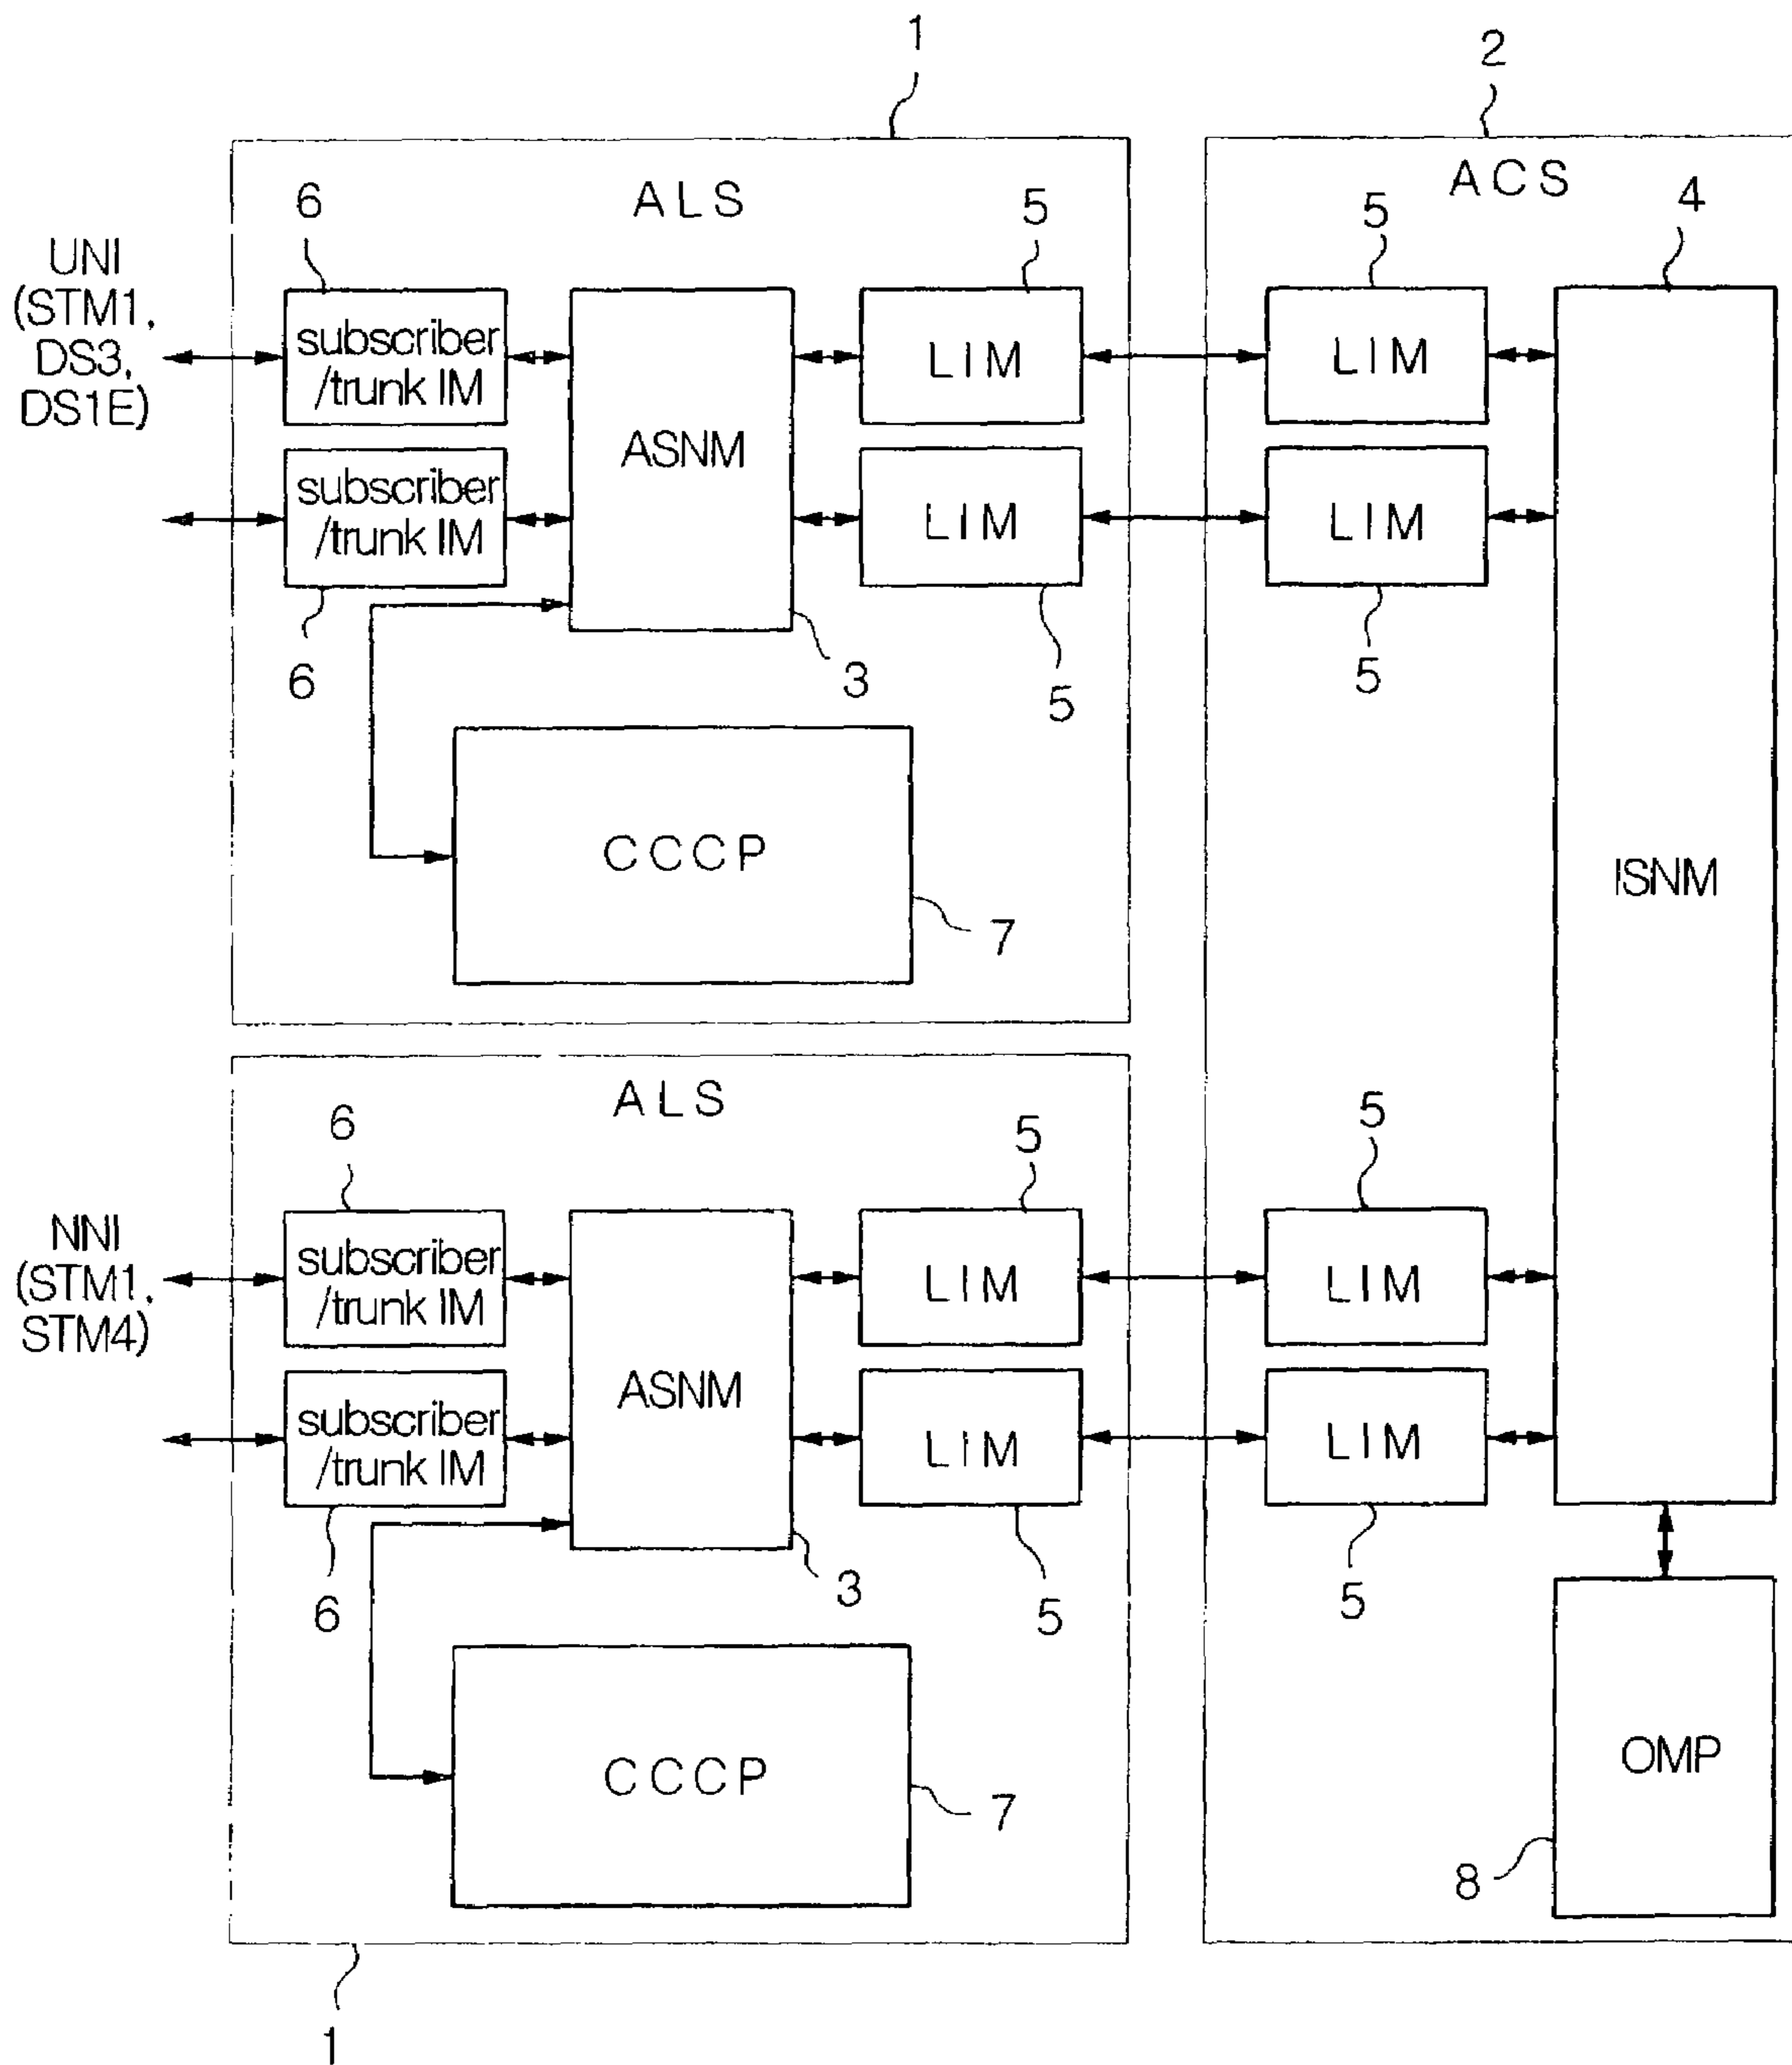 1
2
ALS
ACS
6
5
5
4
UNI
(STM1,
DS3,
DS1E)
subscriber
/trunk IM
ASNM
LIM
LIM
subscriber
/trunk IM
LIM
LIM
6
3
5
5
CCCP
7
ISNM
ALS
6
5
5
NNI
(STM1,
STM4)
subscriber
/trunk IM
ASNM
LIM
LIM
subscriber
/trunk IM
LIM
LIM
6
3
5
5
CCCP
7
OMP
8
1